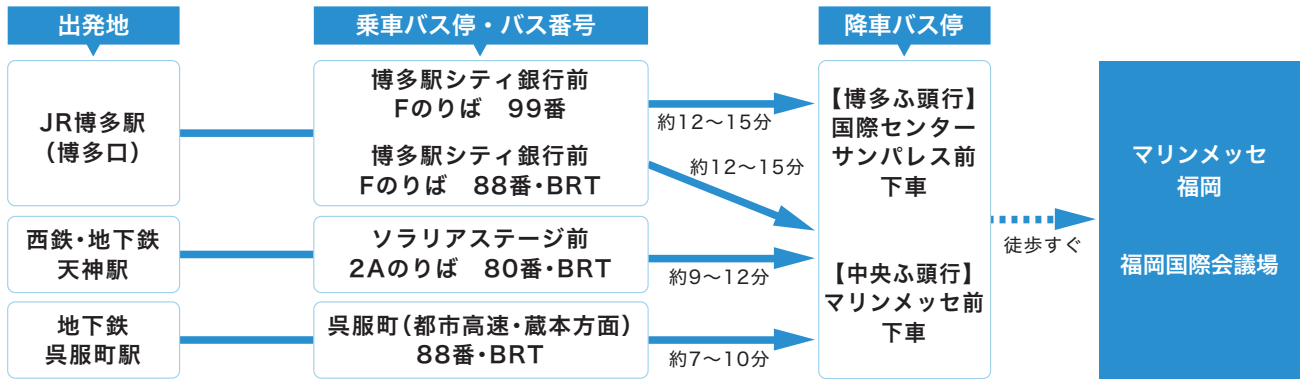 出発地
乗車バス停・バス番号
降車バス停
JR博多駅
（博多口）
博多駅シティ銀行前
Fのりば　99番
博多駅シティ銀行前
Fのりば　88番・BRT
約12〜15分
約12〜15分
西鉄・地下鉄
天神駅
ソラリアステージ前
2Aのりば　80番・BRT
約9〜12分
地下鉄
呉服町駅
呉服町（都市高速・蔵本方面）
88番・BRT
約7〜10分
【博多ふ頭行】
国際センター
サンパレス前
下車
【中央ふ頭行】
マリンメッセ前
下車
徒歩すぐ
マリンメッセ
福岡
福岡国際会議場